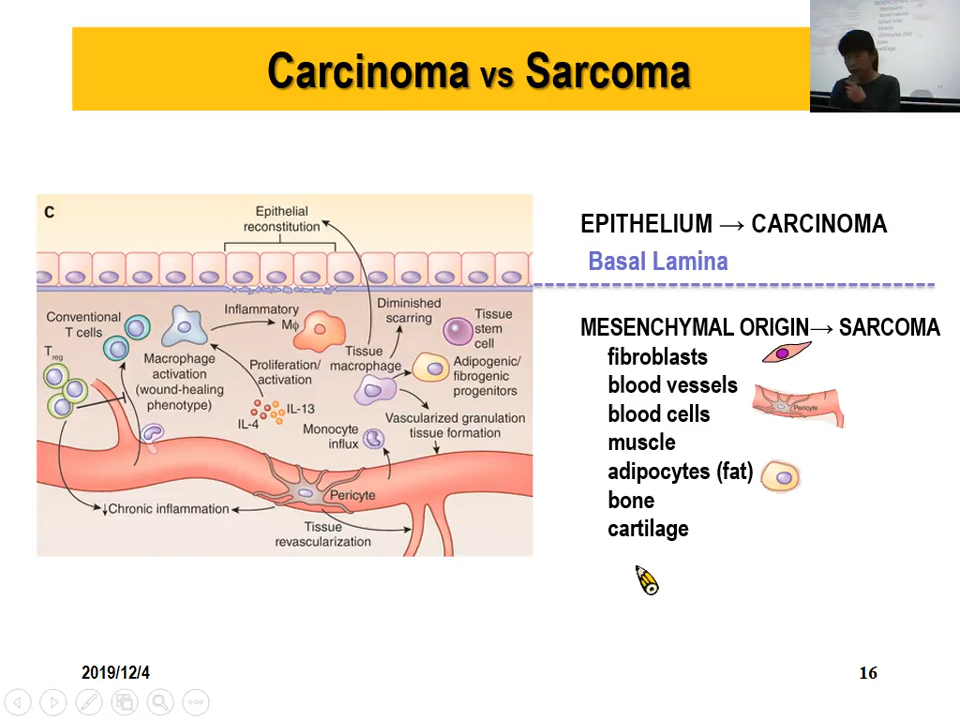 Carcinoma vs Sarcoma
C
Epithelial
reconstitution
Conventional
T cells
Treg
Macrophage
activation
(wound-healing
phenotype)
Inflammatory
Mϕ
Proliferation/
activation
IL-13
IL-4
Diminished
scarring
Tissue
macrophage
Tissue
stem
cell
Adipogenic/
fibrogenic
progenitors
Monocyte
influx
Vascularized granulation
tissue formation
Pericyte
↓Chronic inflammation
Tissue
revascularization
EPITHELIUM → CARCINOMA
Basal Lamina
MESENCHYMAL ORIGIN→ SARCOMA
fibroblasts
blood vessels
Pericyte
blood cells
muscle
adipocytes (fat)
bone
cartilage
2019/12/4
16